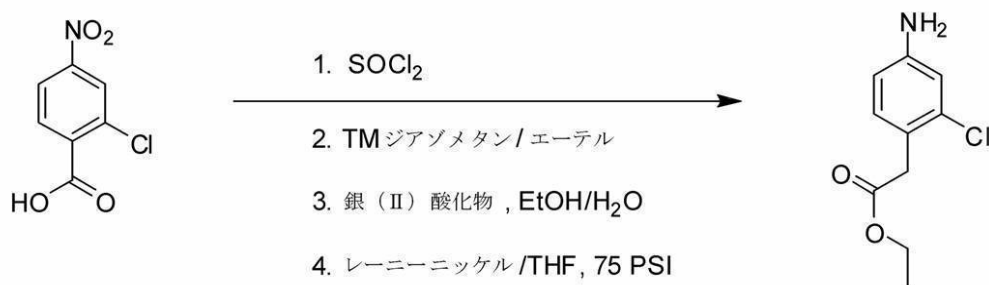 NO₂
Cl
HO
O
1. SOCl₂
2. TMジアゾメタン/ エーテル
3. 銀（II）酸化物 , EtOH/H₂O
4. レーニーニッケル /THF, 75 PSI
NH₂
Cl
O
O